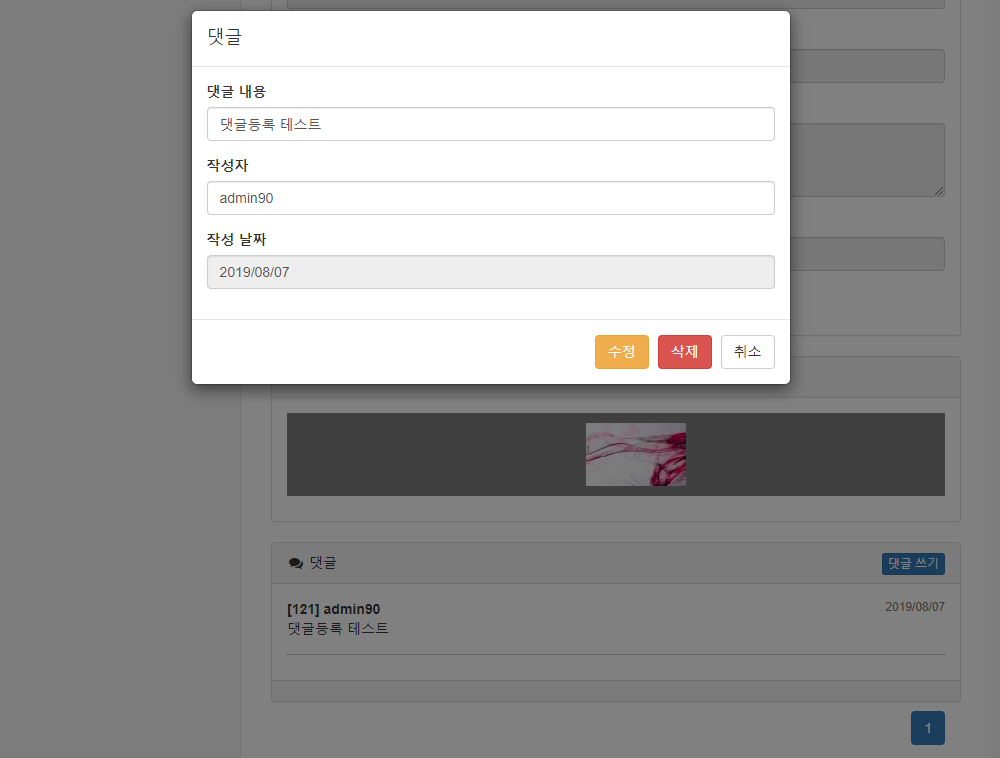 댓글
댓글 내용
댓글등록 테스트
작성자
admin90
작성 날짜
2019/08/07
수정 삭제 취소
댓글 댓글 쓰기
[121] admin90 2019/08/07
댓글등록 테스트
1